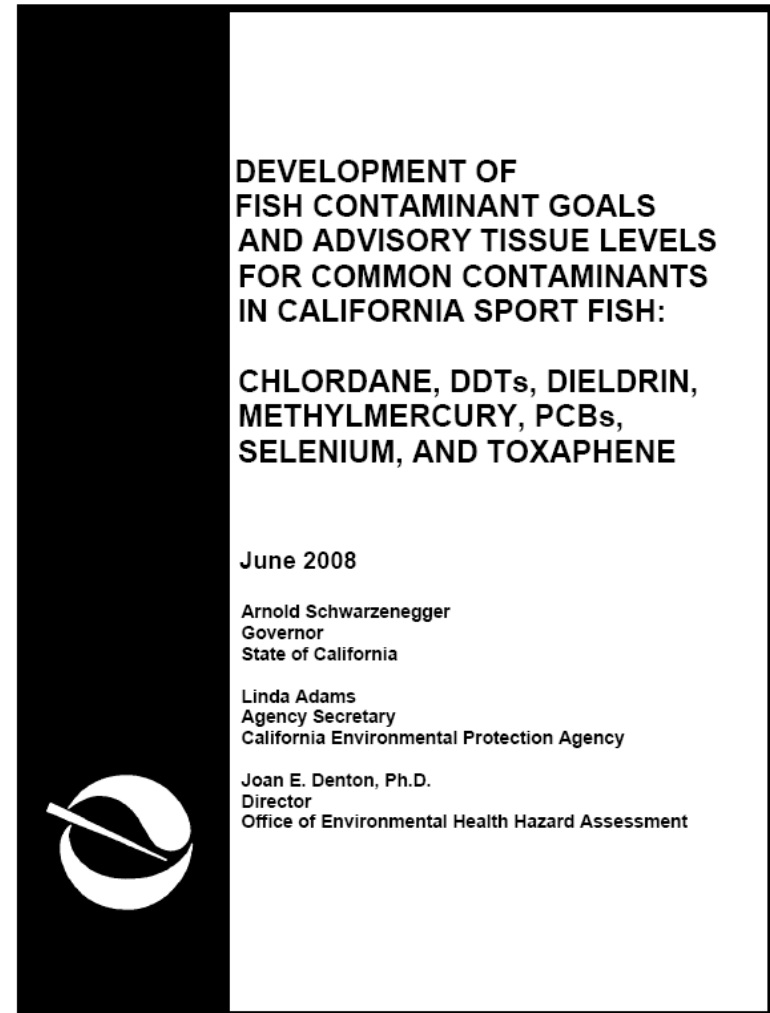 DEVELOPMENT OF
FISH CONTAMINANT GOALS
AND ADVISORY TISSUE LEVELS
FOR COMMON CONTAMINANTS
IN CALIFORNIA SPORT FISH:
CHLORDANE, DDTs, DIELDRIN,
METHYLMERCURY, PCBs,
SELENIUM, AND TOXAPHENE
June 2008
Arnold Schwarzenegger
Governor
State of California
Linda Adams
Agency Secretary
California Environmental Protection Agency
Joan E. Denton, Ph.D.
Director
Office of Environmental Health Hazard Assessment